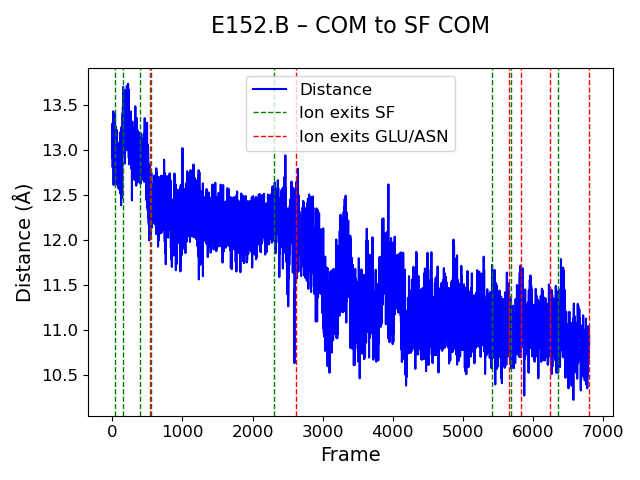 E152.B – COM to SF COM
Distance
Ion exits SF
Ion exits GLU/ASN
Distance (Å)
13.5
13.0
12.5
12.0
11.5
11.0
10.5
0 1000 2000 3000 4000 5000 6000 7000
Frame